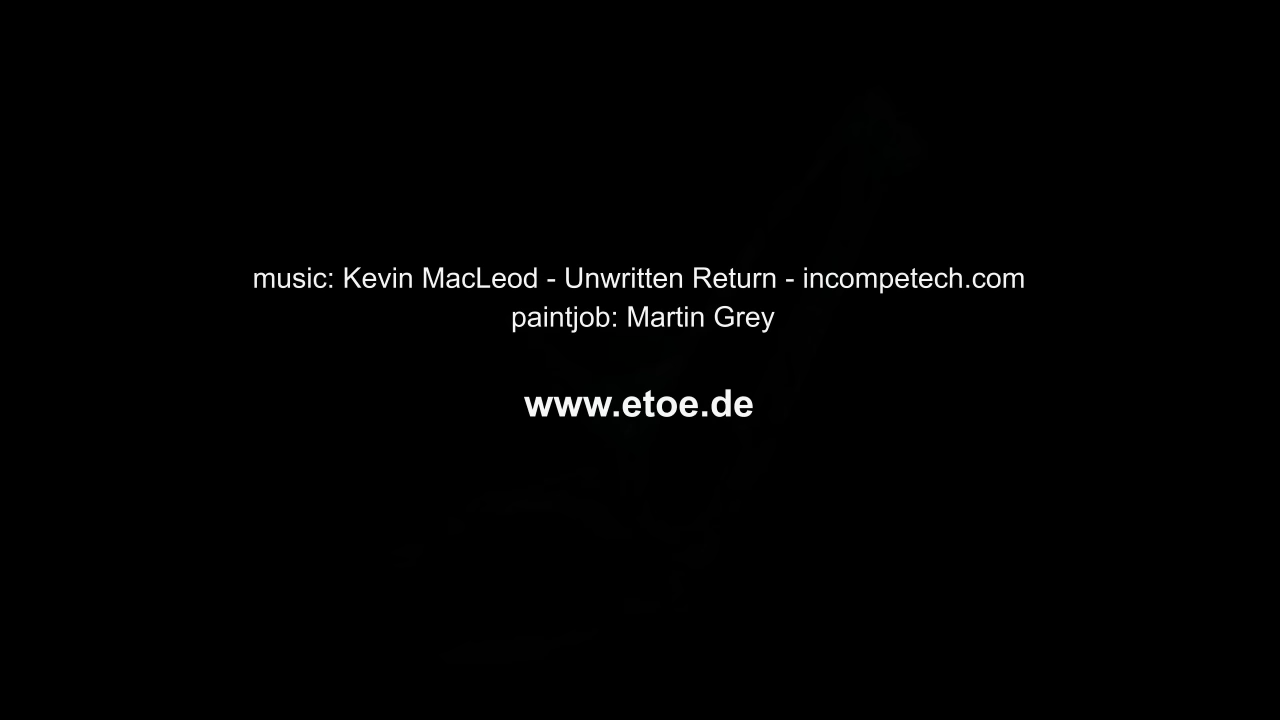 music: Kevin MacLeod - Unwritten Return - incompetech.com
paintjob: Martin Grey
www.etoe.de